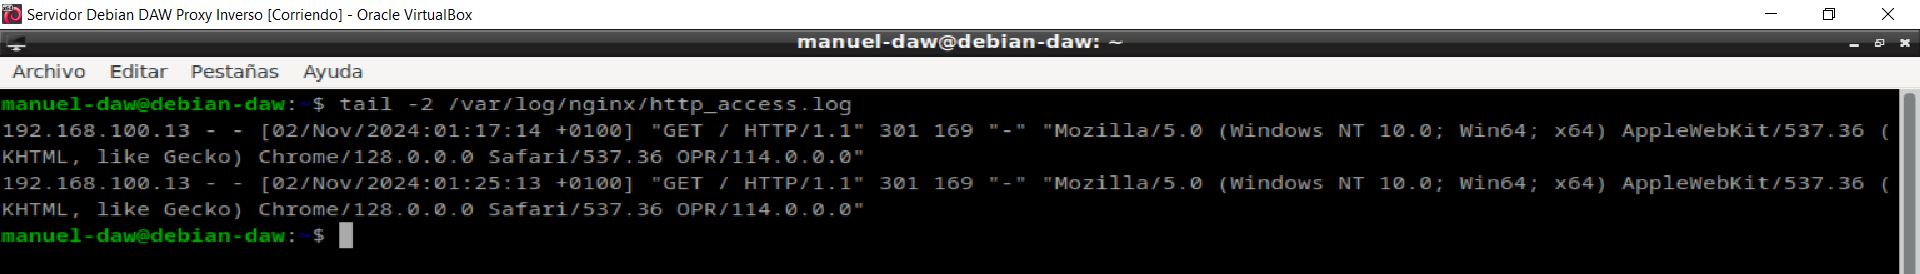 Servidor Debian DAW Proxy Inverso [Corriendo] - Oracle VirtualBox
manuel-daw@debian-daw: ~
Archivo Editar Pestañas Ayuda
manuel-daw@debian-daw:~$ tail -2 /var/log/nginx/http_access.log
192.168.100.13 - - [02/Nov/2024:01:17:14 +0100] "GET / HTTP/1.1" 301 169 "-" "Mozilla/5.0 (Windows NT 10.0; Win64; x64) AppleWebKit/537.36 (
KHTML, like Gecko) Chrome/128.0.0.0 Safari/537.36 OPR/114.0.0.0"
192.168.100.13 - - [02/Nov/2024:01:25:13 +0100] "GET / HTTP/1.1" 301 169 "-" "Mozilla/5.0 (Windows NT 10.0; Win64; x64) AppleWebKit/537.36 (
KHTML, like Gecko) Chrome/128.0.0.0 Safari/537.36 OPR/114.0.0.0"
manuel-daw@debian-daw:~$